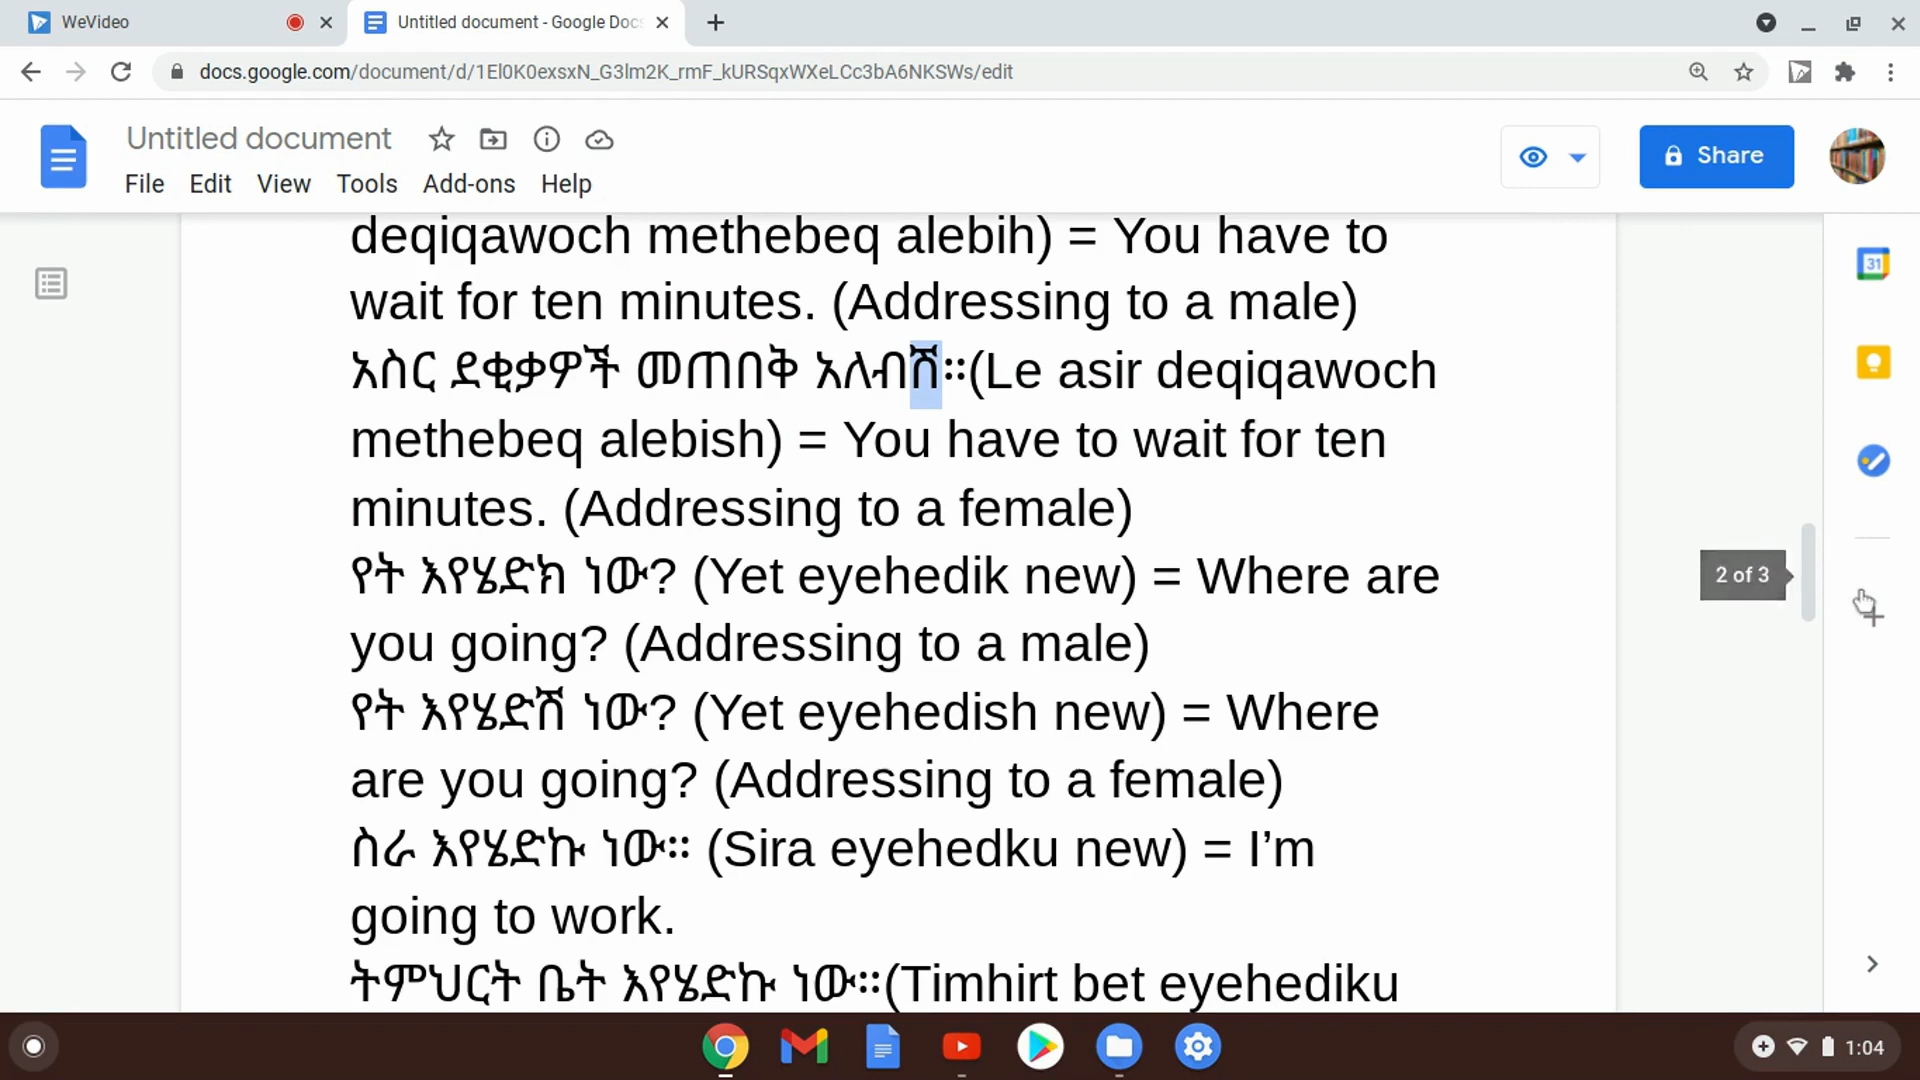 WeVideo
Untitled document - Google Docs
docs.google.com/document/d/1El0K0exsxN_G3lm2K_rmF_kURSqxWXeLCc3bA6NKSWs/edit
Untitled document
File Edit View Tools Add-ons Help
Share
31
deqiqawoch methebeq alebih) = You have to
wait for ten minutes. (Addressing to a male)
አስር ደቂቃዎች መጠበቅ አለብሽ።(Le asir deqiqawoch
methebeq alebish) = You have to wait for ten
minutes. (Addressing to a female)
የት እየሄድክ ነው? (Yet eyehedik new) = Where are
you going? (Addressing to a male)
የት እየሄድሽ ነው? (Yet eyehedish new) = Where
are you going? (Addressing to a female)
ስራ እየሄድኩ ነው። (Sira eyehedku new) = I’m
going to work.
ትምህርት ቤት እየሄድኩ ነው።(Timhirt bet eyehediku
2 of 3
1:04